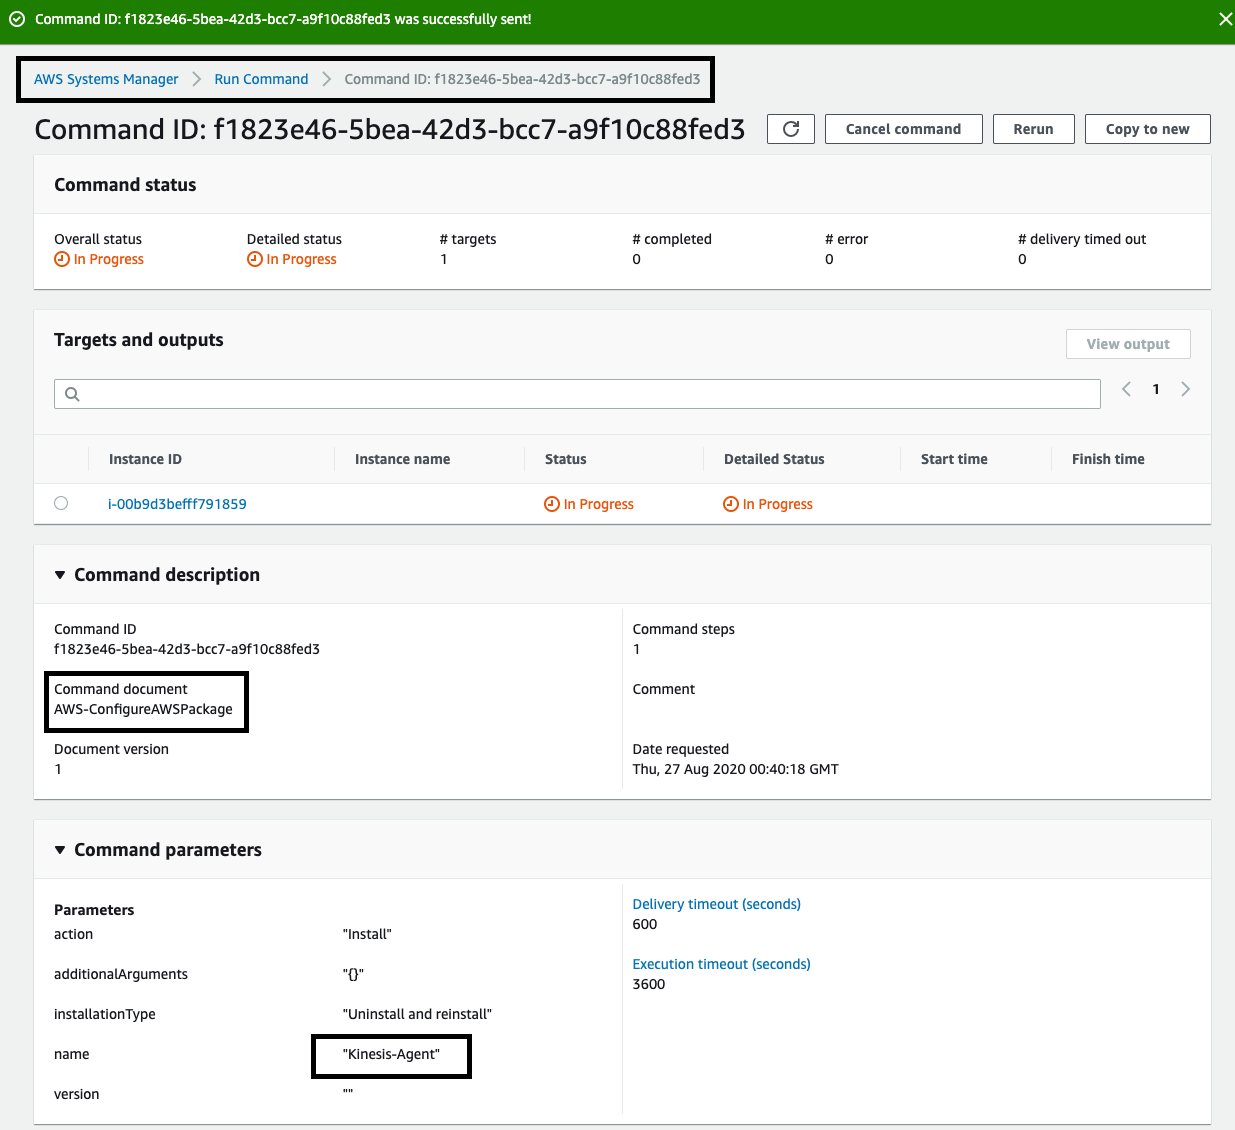 Command ID: f1823e46-5bea-42d3-bcc7-a9f10c88fed3 was successfully sent!
AWS Systems Manager > Run Command > Command ID: f1823e46-5bea-42d3-bcc7-a9f10c88fed3
Command ID: f1823e46-5bea-42d3-bcc7-a9f10c88fed3 Cancel command Rerun Copy to new
Command status
Overall status Detailed status # targets # completed # error # delivery timed out
In Progress In Progress 1 0 0 0
Targets and outputs View output
1
Instance ID Instance name Status Detailed Status Start time Finish time
i-00b9d3befff791859 In Progress In Progress
Command description
Command ID
f1823e46-5bea-42d3-bcc7-a9f10c88fed3
Command steps
1
Command document
AWS-ConfigureAWSPackage
Comment
Document version
1
Date requested
Thu, 27 Aug 2020 00:40:18 GMT
Command parameters
Parameters
action "Install"
additionalArguments "{}"
installationType "Uninstall and reinstall"
name "Kinesis-Agent"
version ""
Delivery timeout (seconds)
600
Execution timeout (seconds)
3600